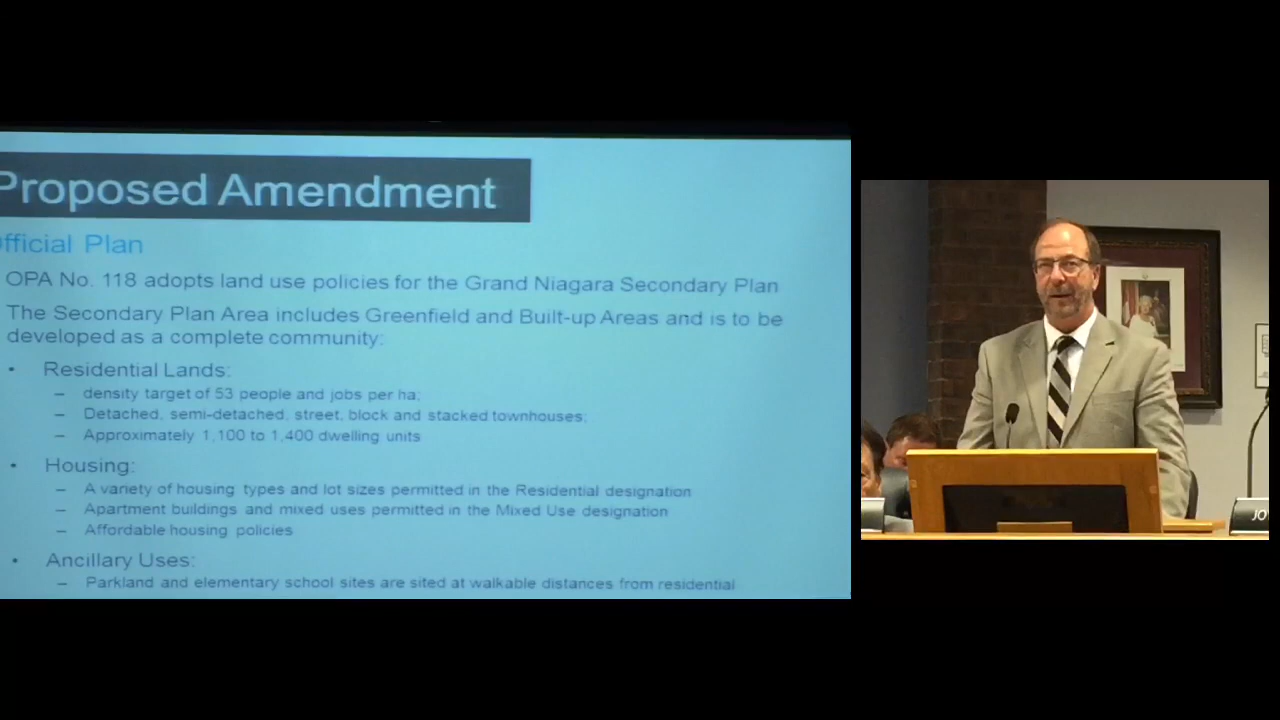 Proposed Amendment
fficial Plan
OPA No. 118 adopts land use policies for the Grand Niagara Secondary Plan
The Secondary Plan Area includes Greenfield and Built-up Areas and is to be
developed as a complete community:
• Residential Lands:
– density target of 53 people and jobs per ha;
– Detached, semi-detached, street, block and stacked townhouses;
– Approximately 1,100 to 1,400 dwelling units
• Housing:
– A variety of housing types and lot sizes permitted in the Residential designation
– Apartment buildings and mixed uses permitted in the Mixed Use designation
– Affordable housing policies
• Ancillary Uses:
– Parkland and elementary school sites are sited at walkable distances from residential
JO